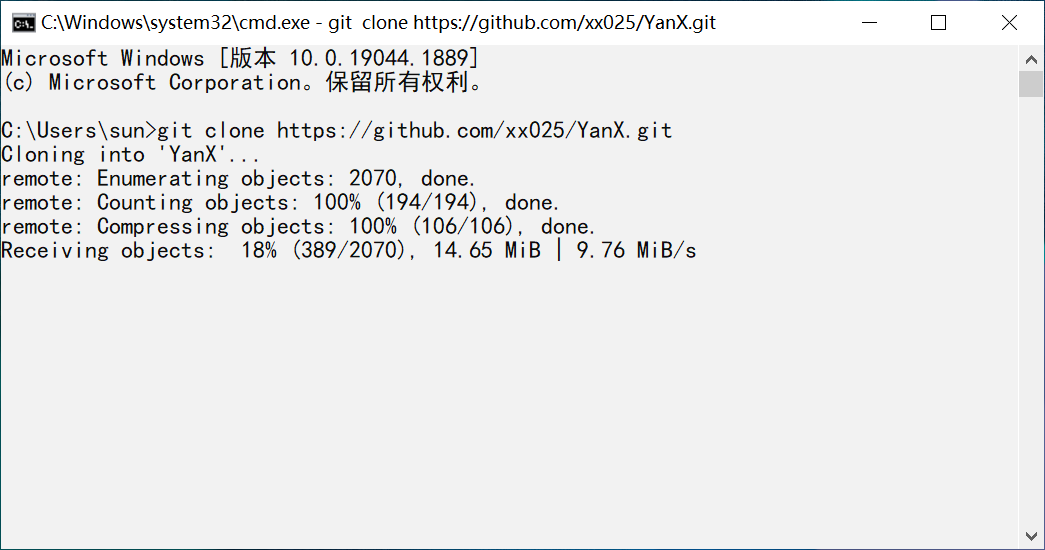 C:\Windows\system32\cmd.exe - git  clone https://github.com/xx025/YanX.git
Microsoft Windows [版本 10.0.19044.1889]
(c) Microsoft Corporation。保留所有权利。
C:\Users\sun>git clone https://github.com/xx025/YanX.git
Cloning into 'YanX'...
remote: Enumerating objects: 2070, done.
remote: Counting objects: 100% (194/194), done.
remote: Compressing objects: 100% (106/106), done.
Receiving objects:  18% (389/2070), 14.65 MiB | 9.76 MiB/s